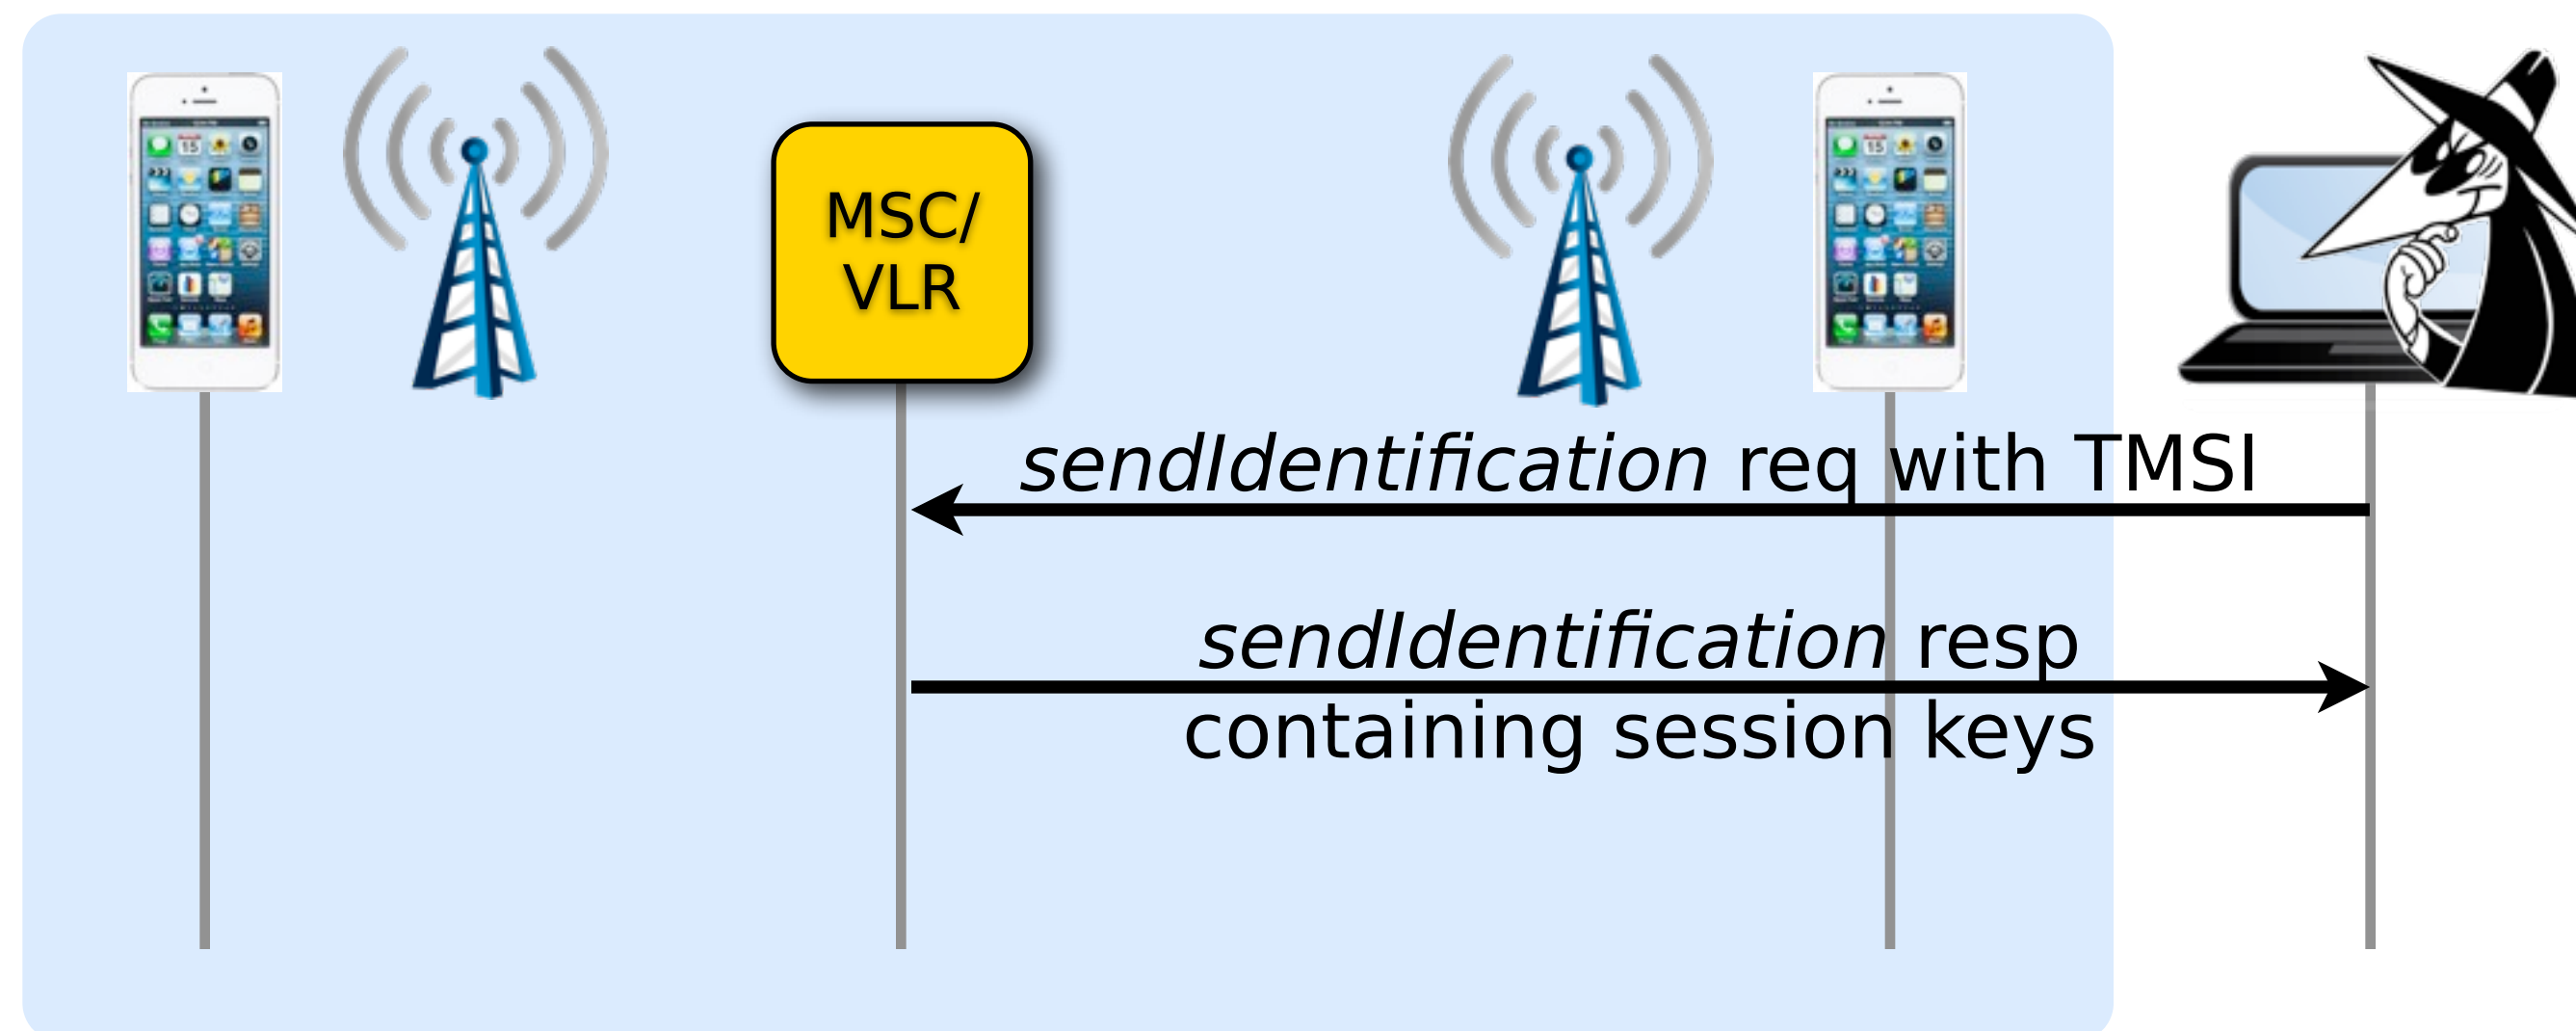 MSC/
VLR
sendIdentification req with TMSI
sendIdentification resp
containing session keys